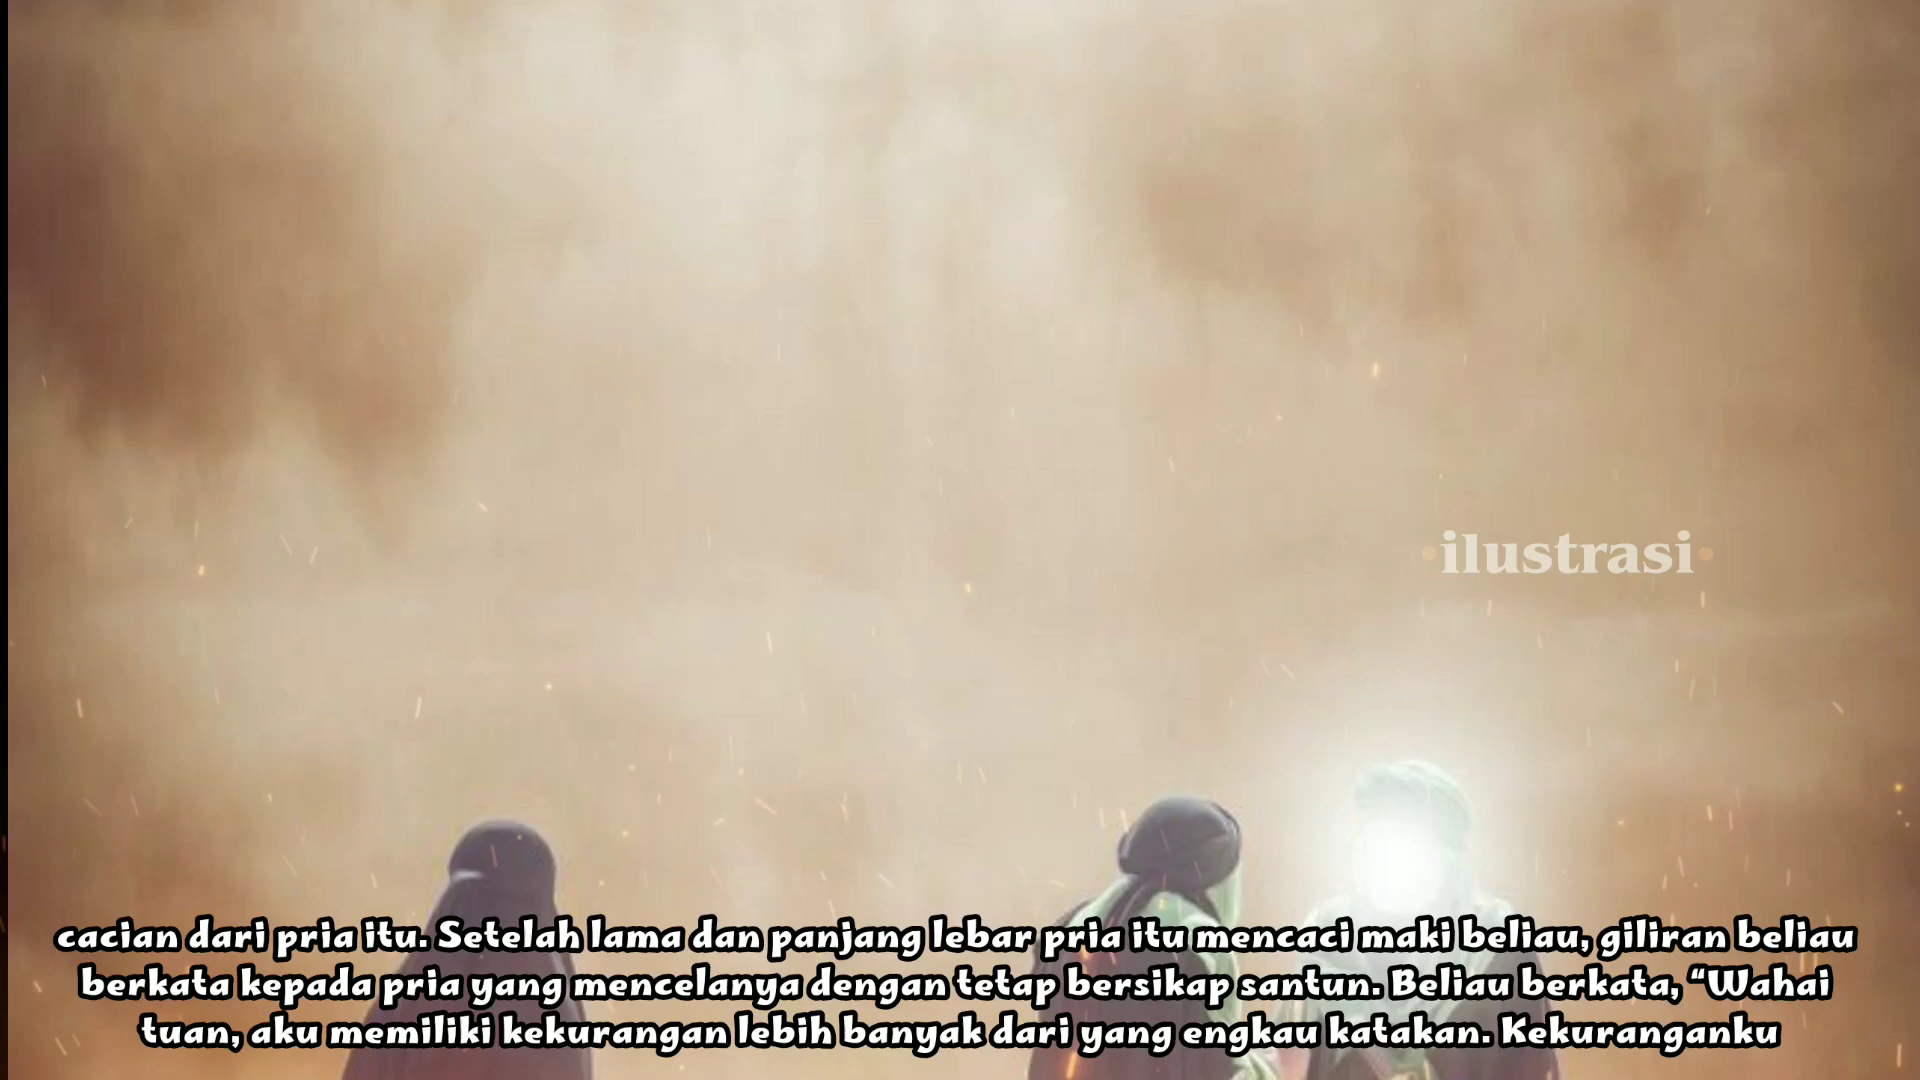 ilustrasi
cacian dari pria itu. Setelah lama dan panjang lebar pria itu mencaci maki beliau, giliran beliau
berkata kepada pria yang mencelanya dengan tetap bersikap santun. Beliau berkata, “Wahai
tuan, aku memiliki kekurangan lebih banyak dari yang engkau katakan. Kekuranganku